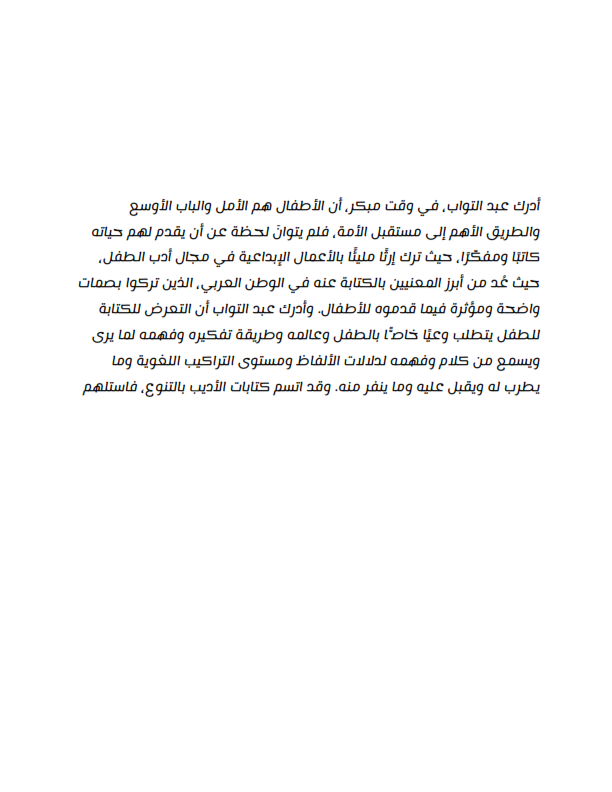 أدرك عبد التواب، في وقت مبكر، أن الأطفال هم الأمل والباب الأوسع
والطريق الأهم إلى مستقبل الأمة، فلم يتوانَ لحظة عن أن يقدم لهم حياته
كاتبًا ومفكّرًا، حيث ترك إرثًا مليئًا بالأعمال الإبداعية في مجال أدب الطفل،
حيث عُد من أبرز المعنيين بالكتابة عنه في الوطن العربي، الذين تركوا بصمات
واضحة ومؤثرة فيما قدموه للأطفال. وأدرك عبد التواب أن التعرض للكتابة
للطفل يتطلب وعيًا خاصًّا بالطفل وعالمه وطريقة تفكيره وفهمه لما يرى
ويسمع من كلام وفهمه لدلالات الألفاظ ومستوى التراكيب اللغوية وما
يطرب له ويقبل عليه وما ينفر منه. وقد اتسم كتابات الأديب بالتنوع، فاستلهم